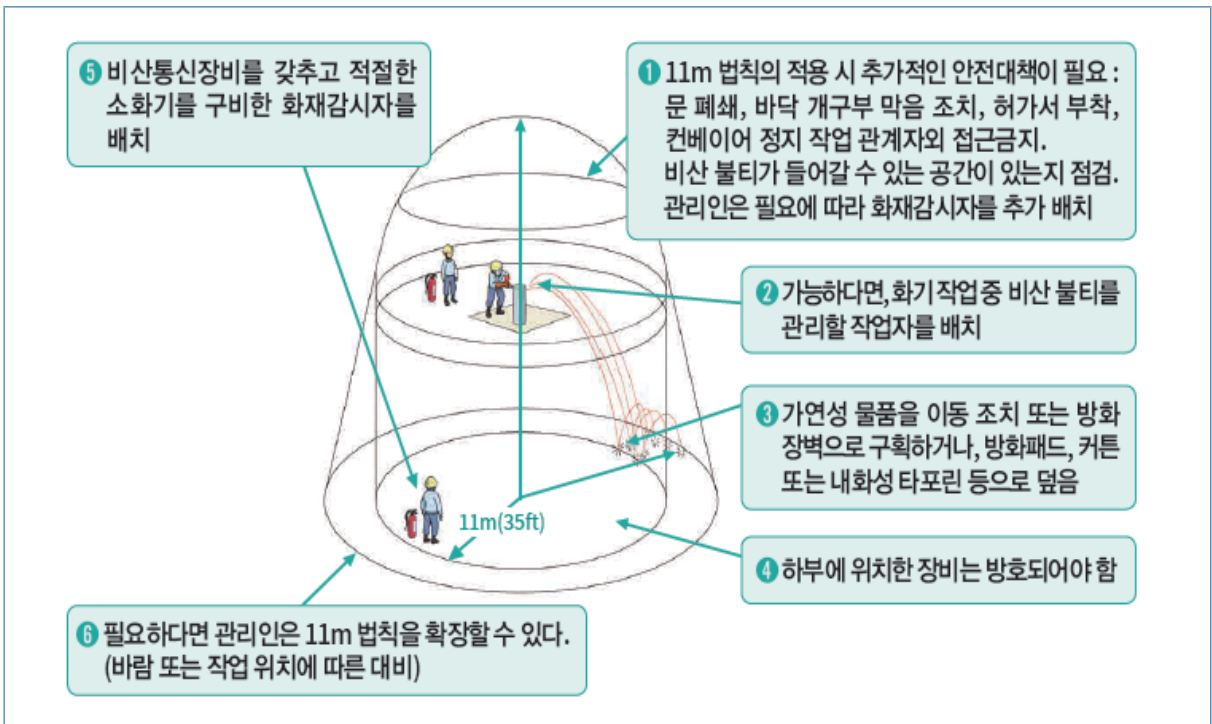 ❶ 11m 법칙의 적용 시 추가적인 안전대책이 필요 :
문 폐쇄, 바닥 개구부 막음 조치, 허가서 부착,
컨베이어 정지 작업 관계자외 접근금지.
비산 불티가 들어갈 수 있는 공간이 있는지 점검.
관리인은 필요에 따라 화재감시자를 추가 배치
❷ 가능하다면, 화기 작업 중 비산 불티를
관리할 작업자를 배치
❸ 가연성 물품을 이동 조치 또는 방화
장벽으로 구획하거나, 방화패드, 커튼
또는 내화성 타포린 등으로 덮음
❹ 하부에 위치한 장비는 방호되어야 함
❺ 비산통신장비를 갖추고 적절한
소화기를 구비한 화재감시자를
배치
❻ 필요하다면 관리인은 11m 법칙을 확장할 수 있다.
(바람 또는 작업 위치에 따른 대비)
11m(35ft)